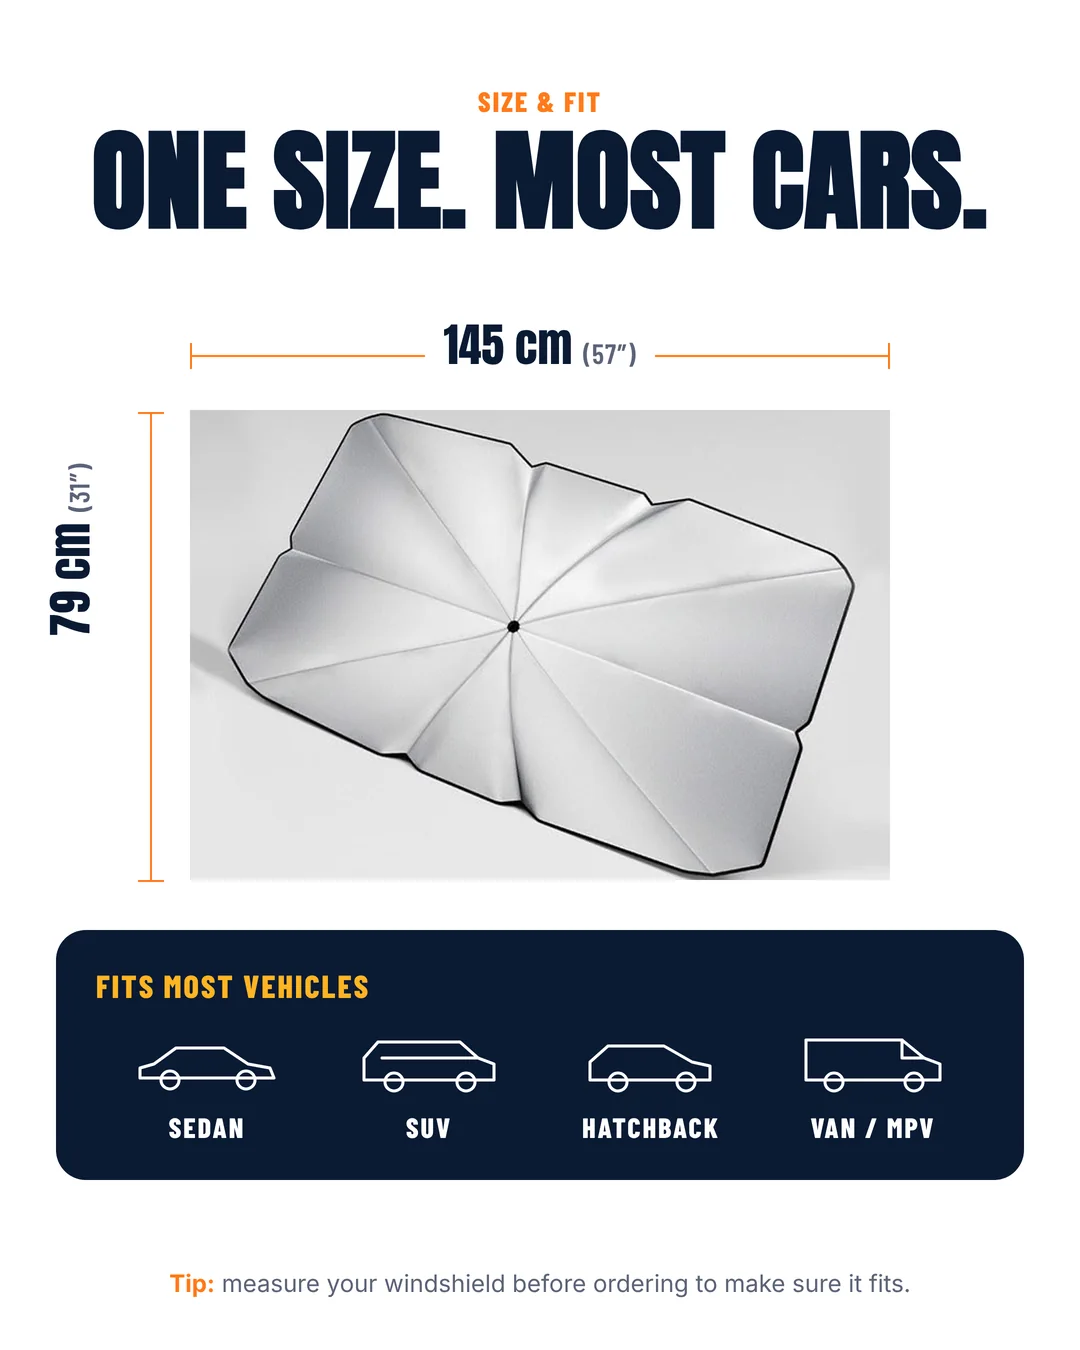 SIZE & FIT
ONE SIZE. MOST CARS.
145 cm (57″)
79 cm (31″)
FITS MOST VEHICLES
SEDAN
SUV
HATCHBACK
VAN / MPV
Tip: measure your windshield before ordering to make sure it fits.